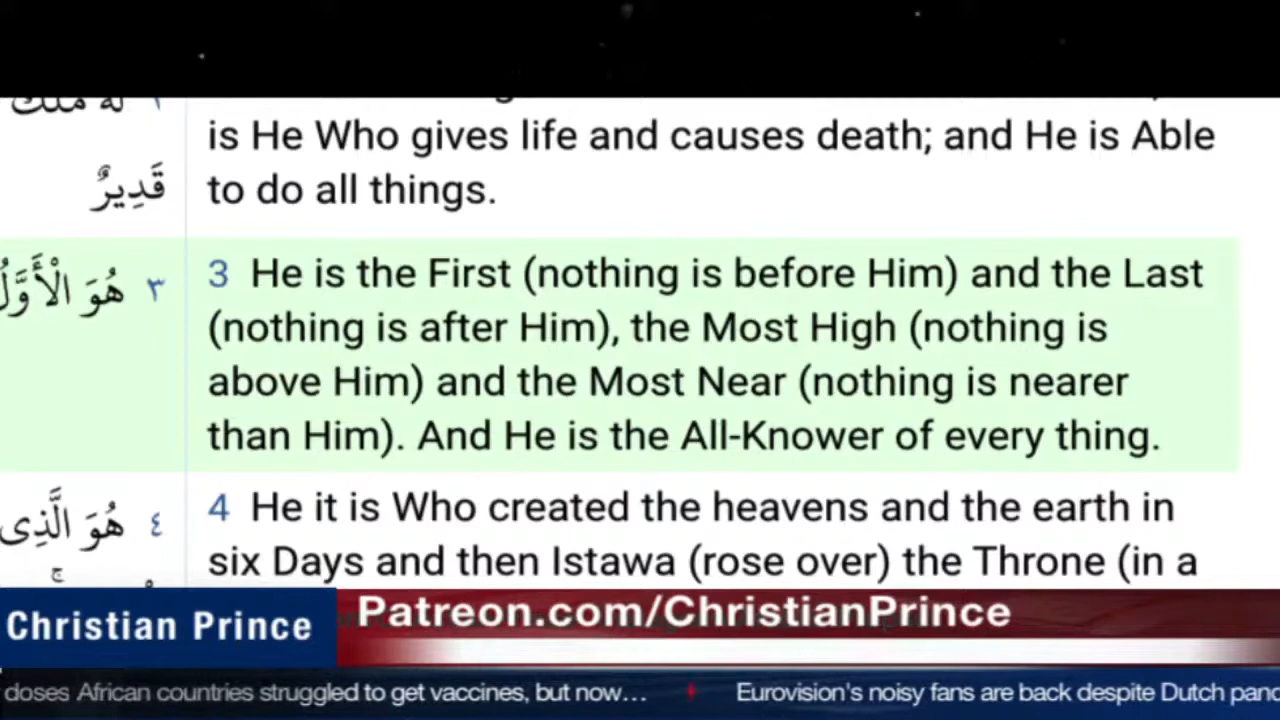 له ملك ١
is He Who gives life and causes death; and He is Able
قَدِيرٌ
to do all things.
هُوَ الْأَوَّلُ ٣
3 He is the First (nothing is before Him) and the Last
(nothing is after Him), the Most High (nothing is
above Him) and the Most Near (nothing is nearer
than Him). And He is the All-Knower of every thing.
هُوَ الَّذِى ٤
4 He it is Who created the heavens and the earth in
six Days and then Istawa (rose over) the Throne (in a
Christian Prince
Patreon.com/ChristianPrince
doses African countries struggled to get vaccines, but now… Eurovision's noisy fans are back despite Dutch panc